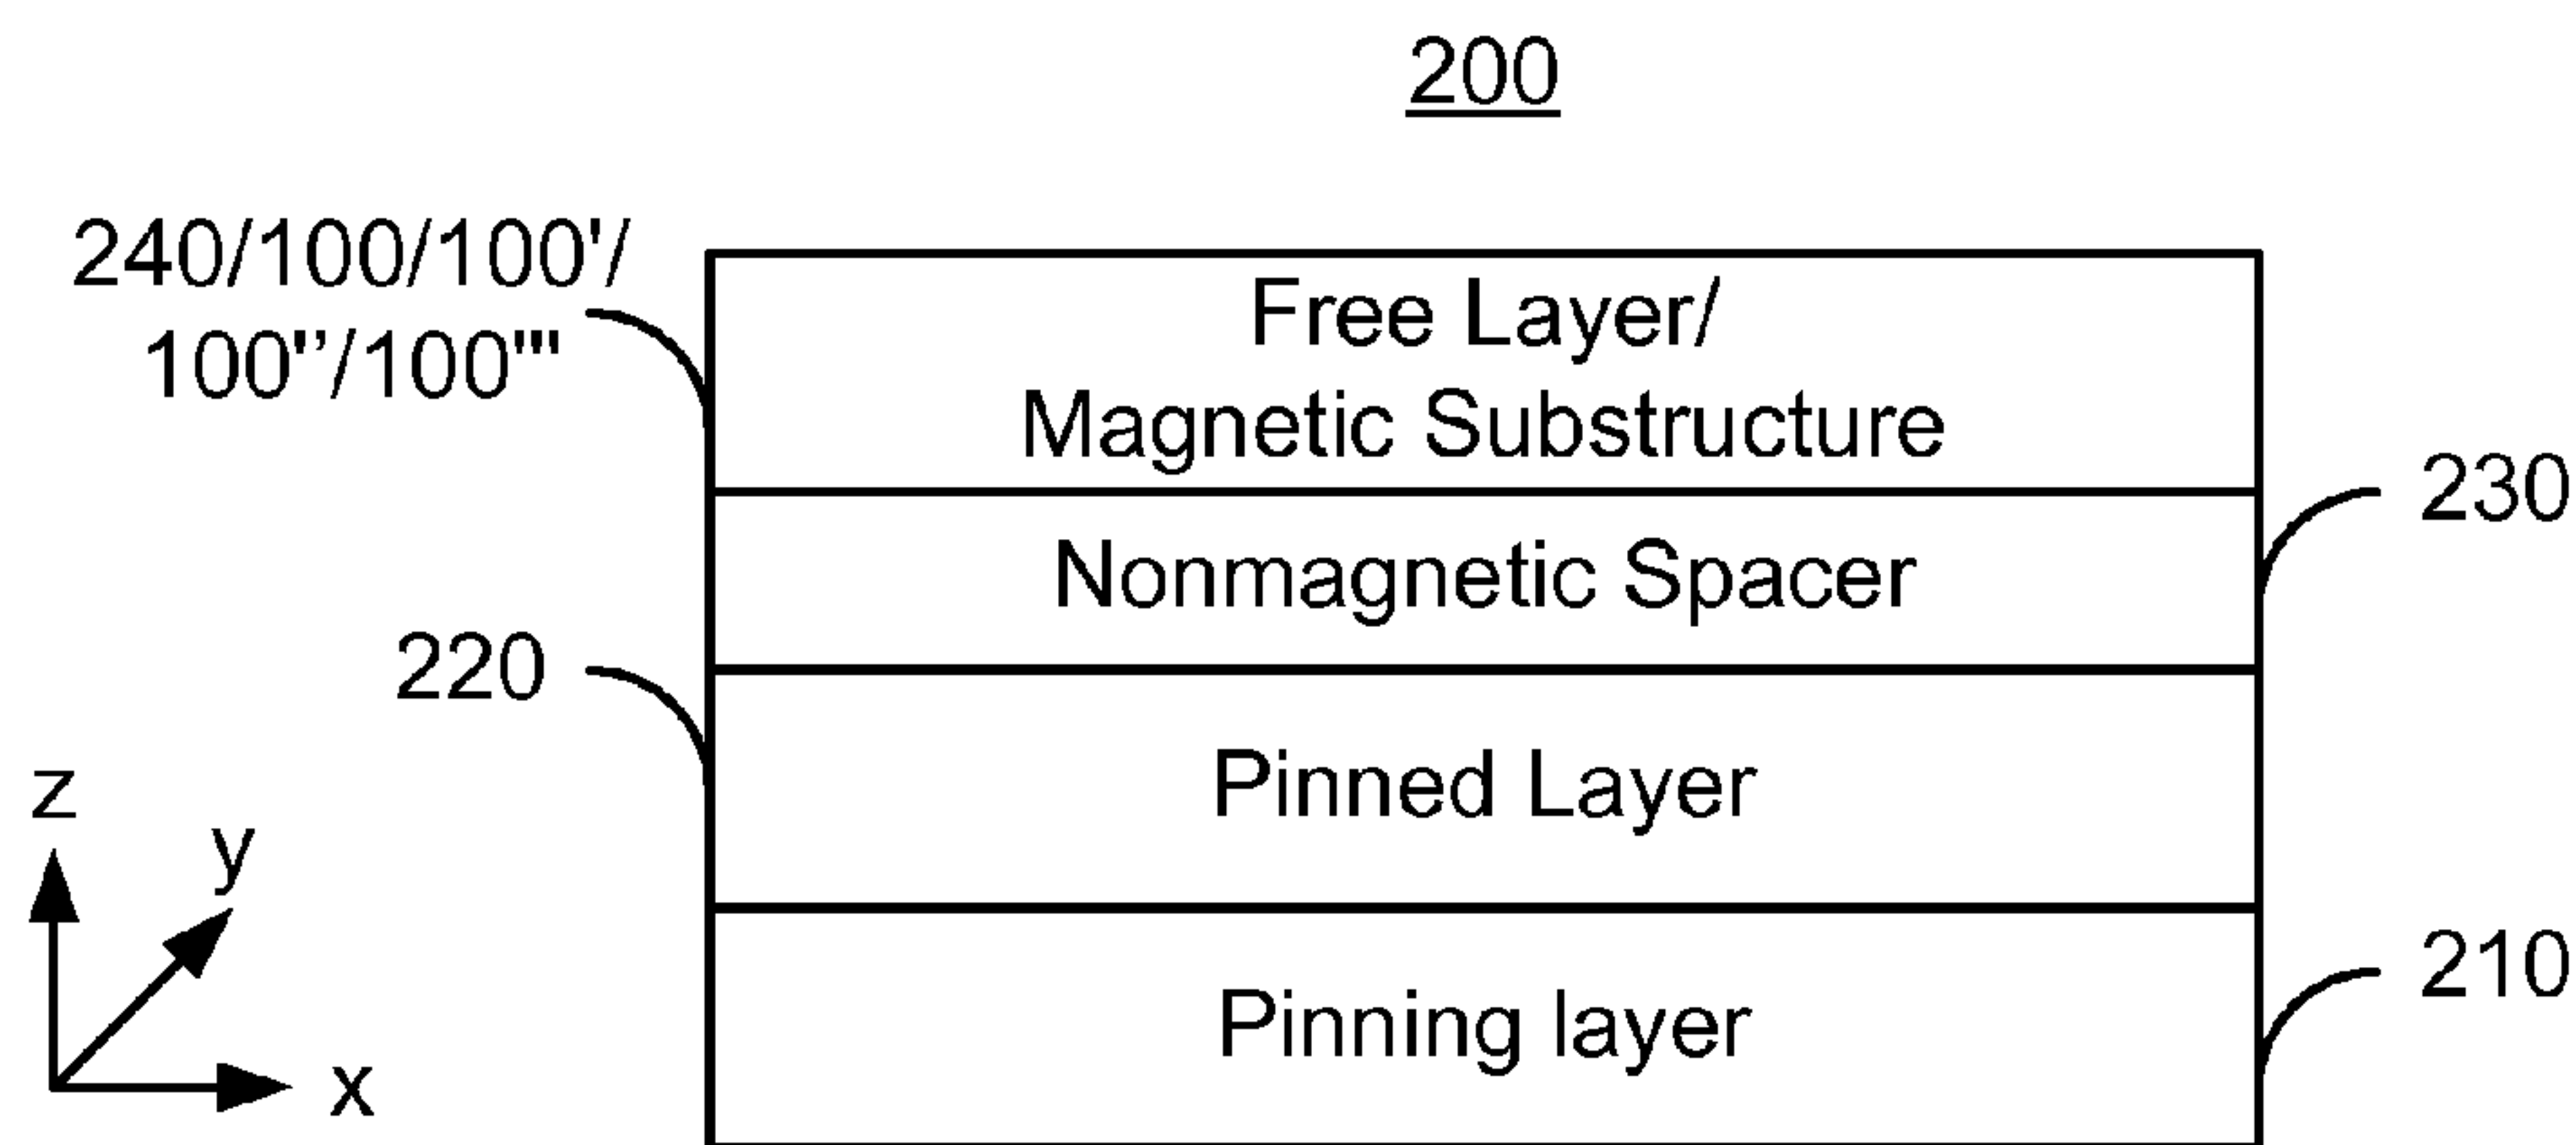 200
240/100/100'/
100"/100'"
Free Layer/
Magnetic Substructure
230
Nonmagnetic Spacer
220
Pinned Layer
z
y
210
Pinning layer
x